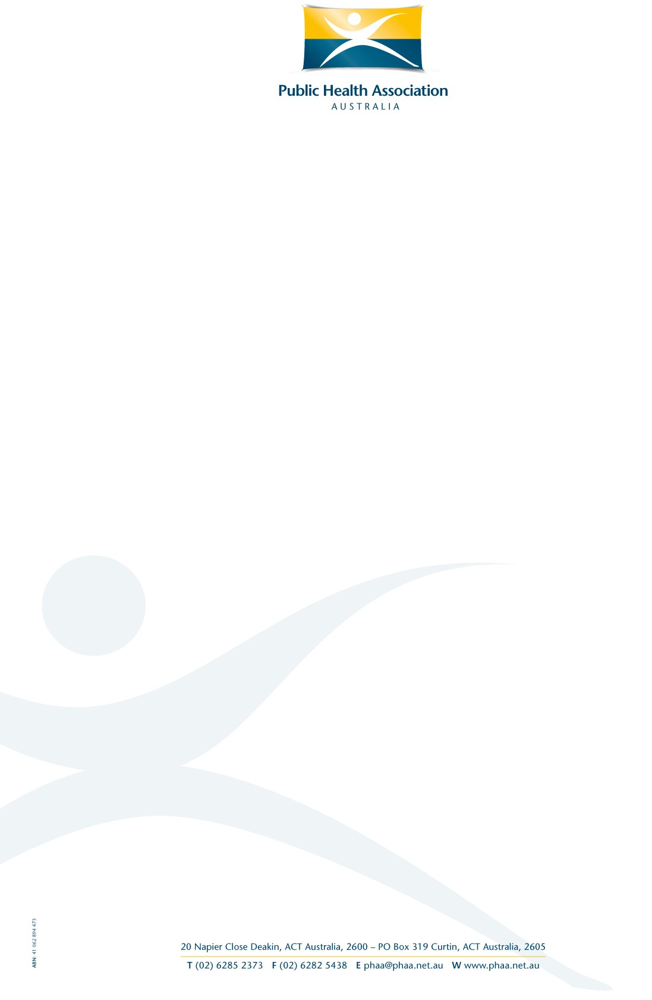 Public Health Association
AUSTRALIA
ABN: 41 062 894 473
20 Napier Close Deakin, ACT Australia, 2600 – PO Box 319 Curtin, ACT Australia, 2605
T (02) 6285 2373 F (02) 6282 5438 E phaa@phaa.net.au W www.phaa.net.au